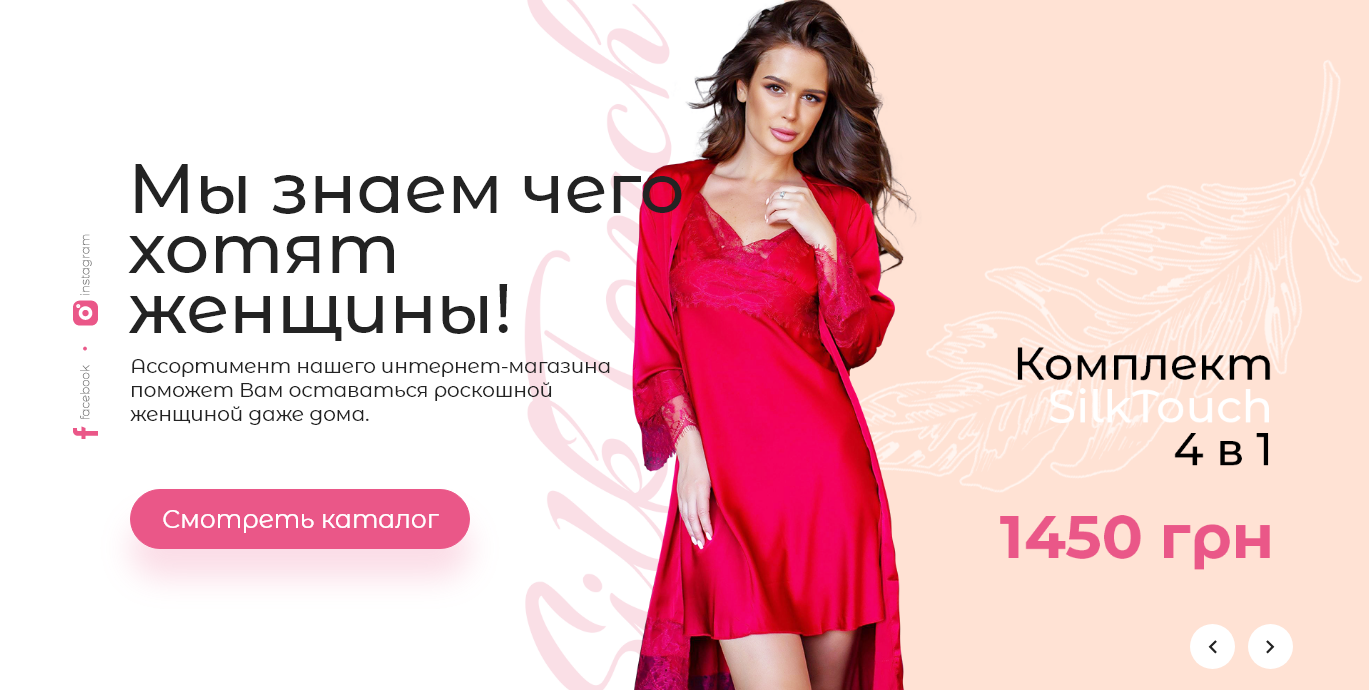 Мы знаем чего
хотят
женщины!
Ассортимент нашего интернет-магазина
поможет Вам оставаться роскошной
женщиной даже дома.
Смотреть каталог
instagram
facebook
SilkTouch
Комплект
SilkTouch
4 в 1
1450 грн